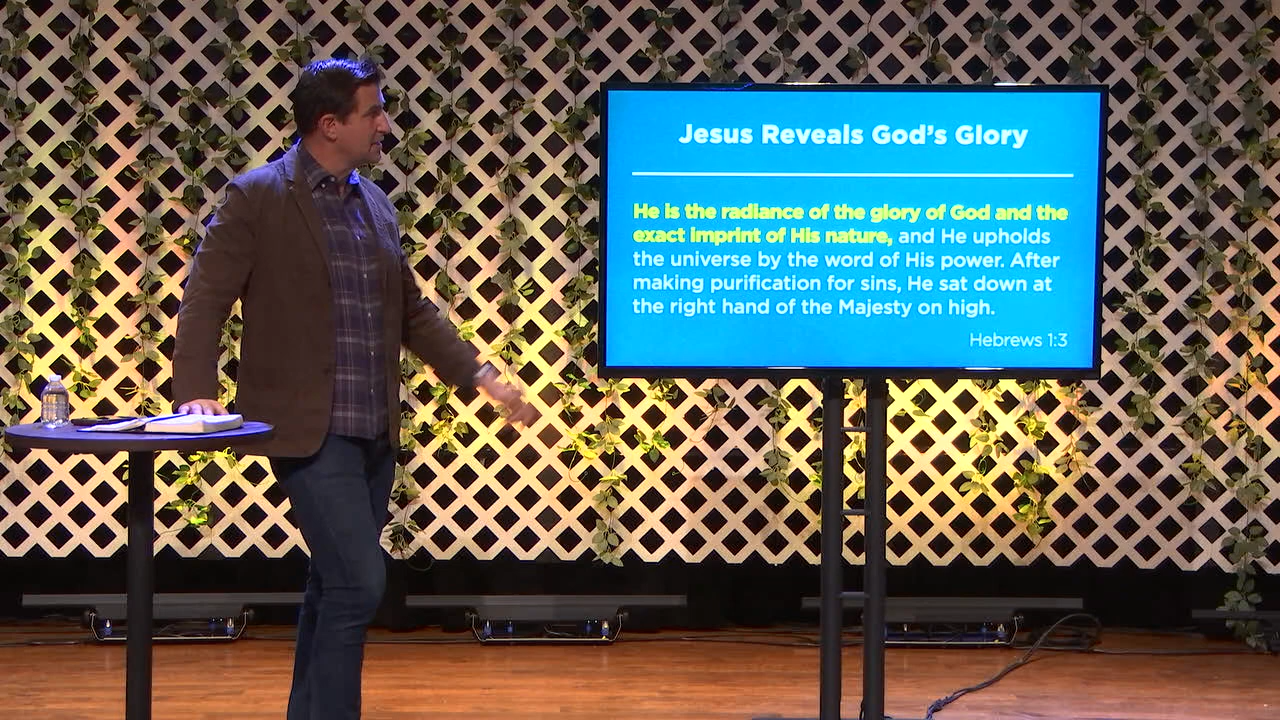 Jesus Reveals God's Glory
He is the radiance of the glory of God and the
exact imprint of His nature, and He upholds
the universe by the word of His power. After
making purification for sins, He sat down at
the right hand of the Majesty on high.
Hebrews 1:3